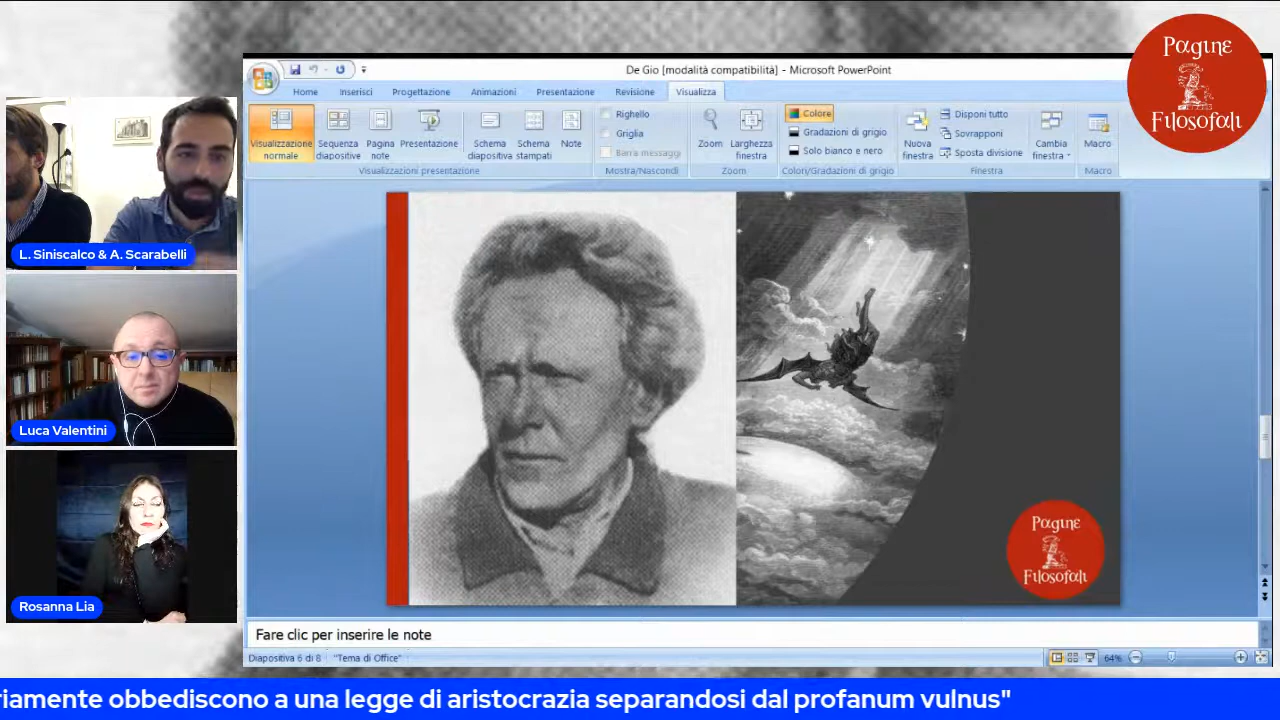 Pagine
Filosofali
De Gio [modalità compatibilità] - Microsoft PowerPoint
Home Inserisci Progettazione Animazioni Presentazione Revisione Visualizza
Visualizzazione normale
Sequenza diapositive
Pagina note
Presentazione
Schema diapositiva
Schema stampati
Note
Visualizzazioni presentazione
Righello
Griglia
Barra messaggi
Mostra/Nascondi
Zoom
Larghezza finestra
Zoom
Colore
Gradazioni di grigio
Solo bianco e nero
Colori/Gradazioni di grigio
Nuova finestra
Disponi tutto
Sovrapponi
Sposta divisione
Cambia finestra
Finestra
Macro
Macro
L. Siniscalco & A. Scarabelli
Luca Valentini
Rosanna Lia
Pagine
Filosofali
Fare clic per inserire le note
Diapositiva 6 di 8 "Tema di Office" 64%
riamente obbediscono a una legge di aristocrazia separandosi dal profanum vulnus"